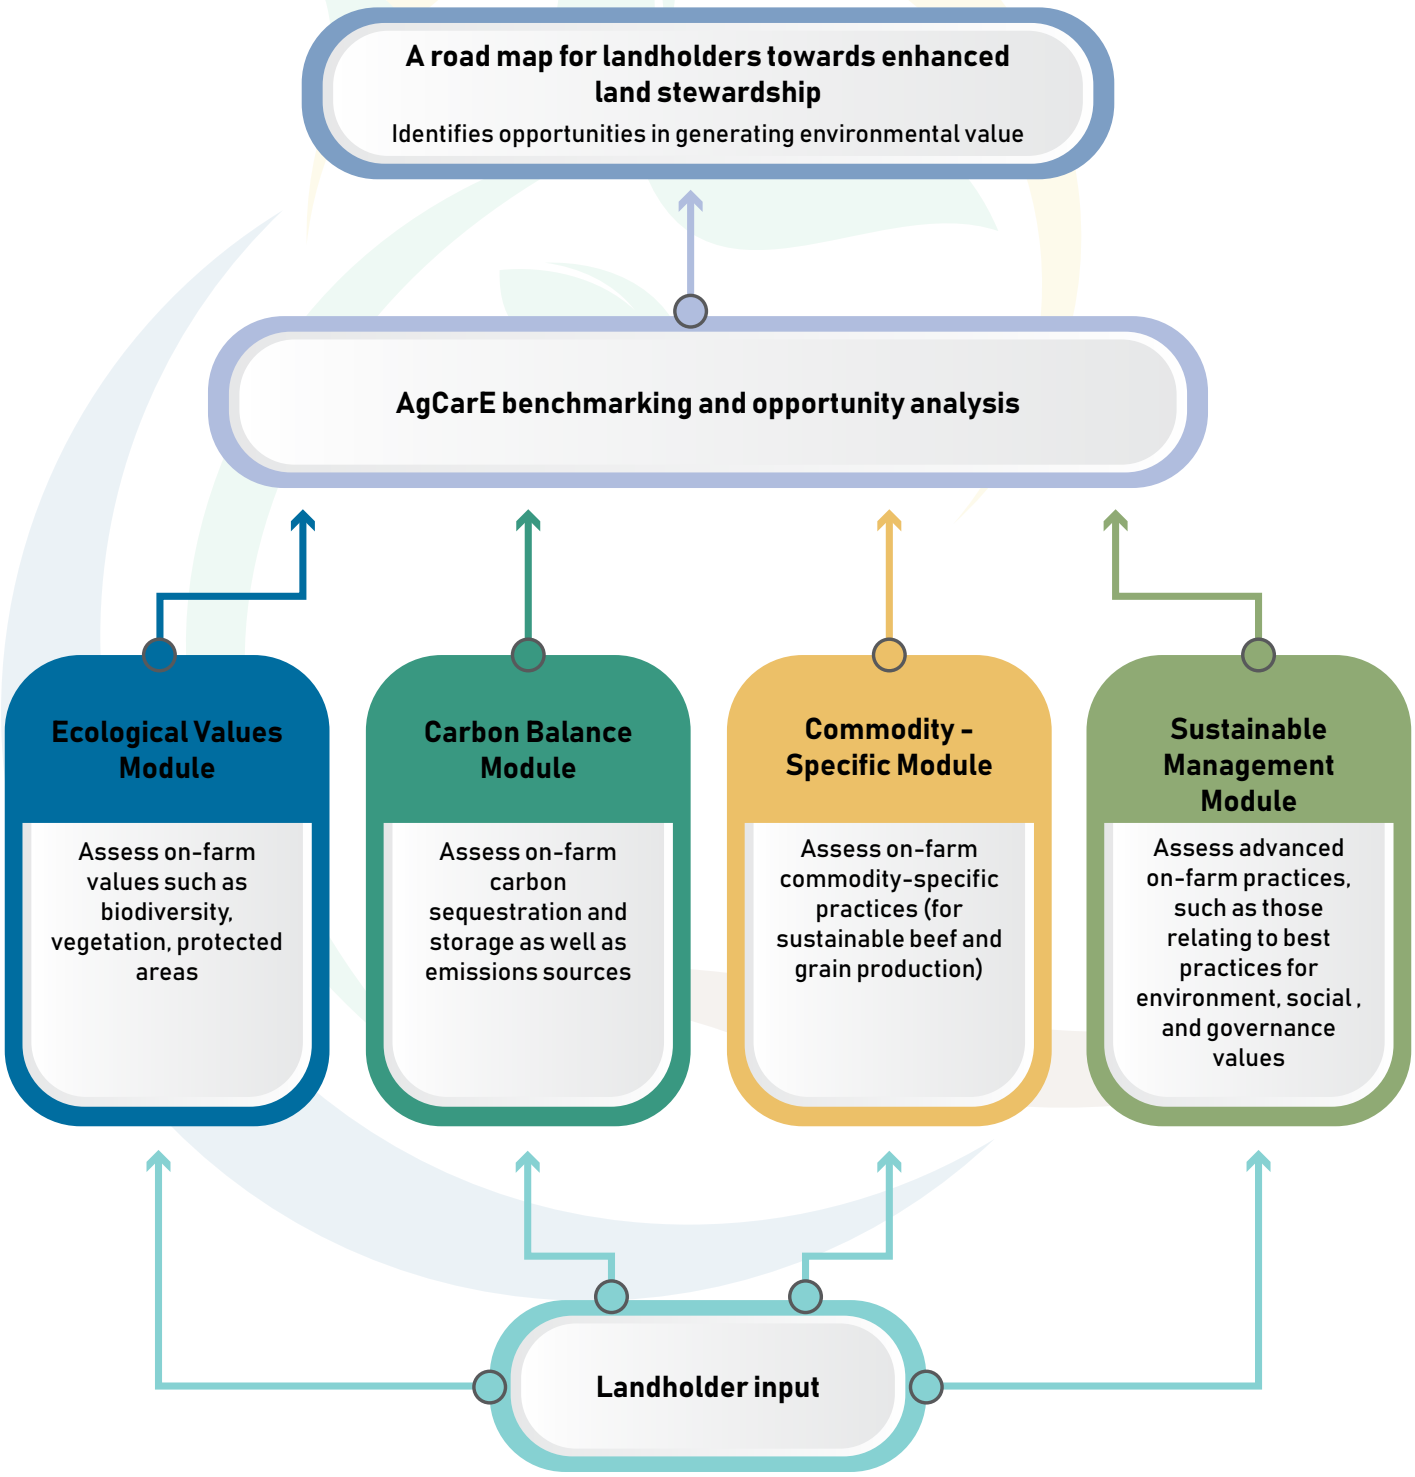 A road map for landholders towards enhanced
land stewardship
Identifies opportunities in generating environmental value
AgCarE benchmarking and opportunity analysis
Ecological Values
Module
Assess on-farm
values such as
biodiversity,
vegetation, protected
areas
Carbon Balance
Module
Assess on-farm
carbon
sequestration and
storage as well as
emissions sources
Commodity -
Specific Module
Assess on-farm
commodity-specific
practices (for
sustainable beef and
grain production)
Sustainable
Management
Module
Assess advanced
on-farm practices,
such as those
relating to best
practices for
environment, social ,
and governance
values
Landholder input